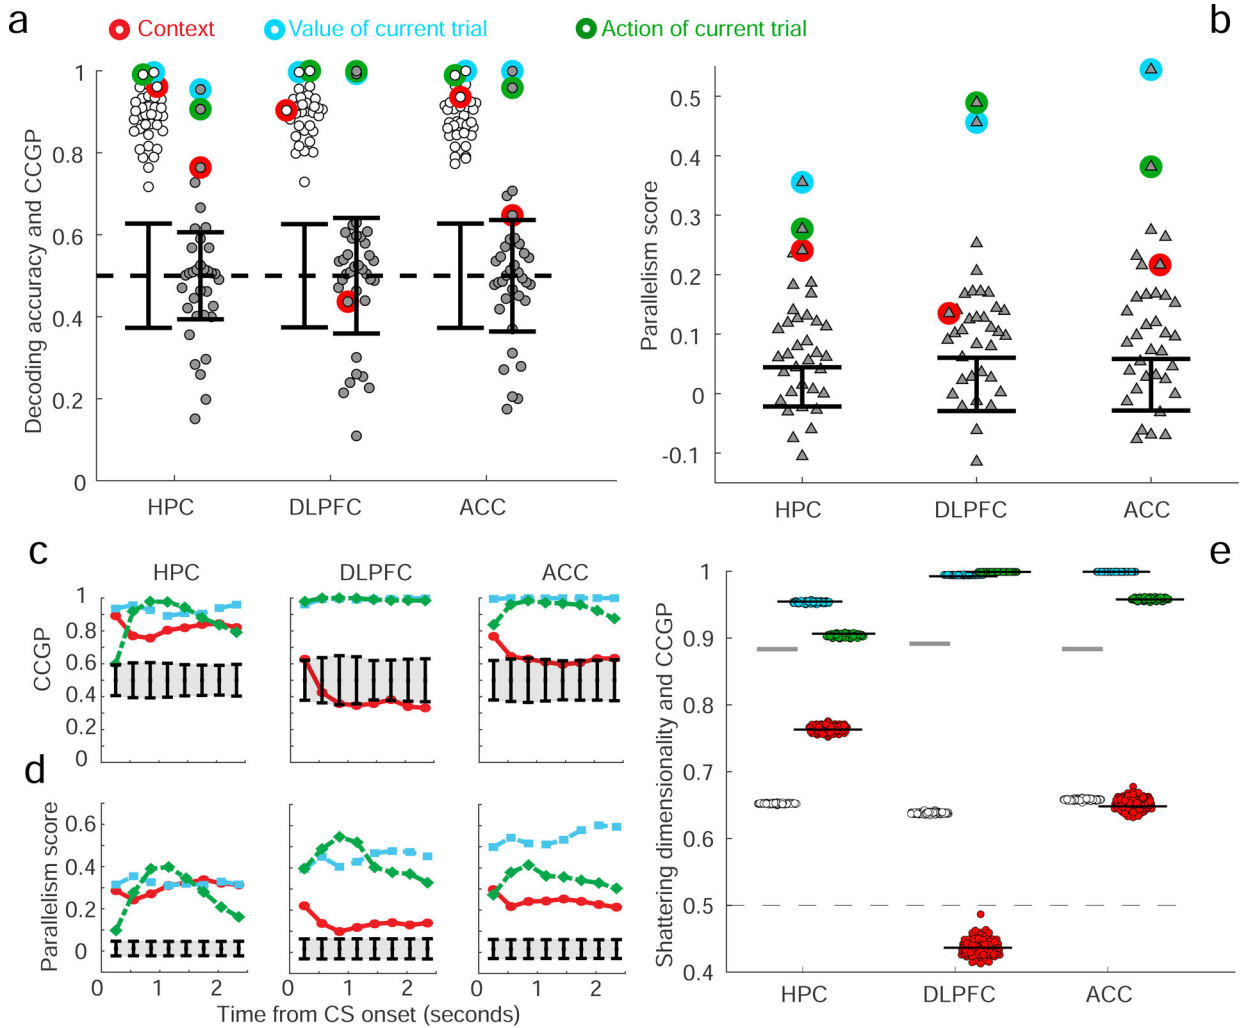 a
Context
Value of current trial
Action of current trial
b
Decoding accuracy and CCGP
1
0.8
0.6
0.4
0.2
0
HPC
DLPFC
ACC
Parallelism score
0.5
0.4
0.3
0.2
0.1
0
-0.1
HPC
DLPFC
ACC
c
HPC
DLPFC
ACC
CCGP
1
0.8
0.6
0.4
0.2
0
d
Parallelism score
0.6
0.4
0.2
0
0
1
2
0
1
2
0
1
2
Time from CS onset (seconds)
e
Shattering dimensionality and CCGP
1
0.9
0.8
0.7
0.6
0.5
0.4
HPC
DLPFC
ACC